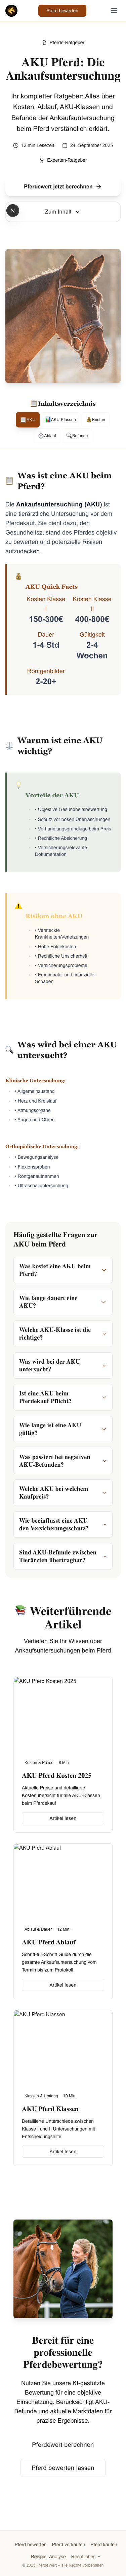 Pferd bewerten
Pferde-Ratgeber
AKU Pferd: Die
Ankaufsuntersuchung
Ihr kompletter Ratgeber: Alles über
Kosten, Ablauf, AKU-Klassen und
Befunde der Ankaufsuntersuchung
beim Pferd verständlich erklärt.
12 min Lesezeit
24. September 2025
Experten-Ratgeber
Pferdewert jetzt berechnen →
N
Zum Inhalt
Inhaltsverzeichnis
AKU
AKU-Klassen
Kosten
Ablauf
Befunde
Was ist eine AKU beim
Pferd?
Die Ankaufsuntersuchung (AKU) ist
eine tierärztliche Untersuchung vor dem
Pferdekauf. Sie dient dazu, den
Gesundheitszustand des Pferdes objektiv
zu bewerten und potenzielle Risiken
aufzudecken.
AKU Quick Facts
Kosten Klasse
I
150-300€
Kosten Klasse
II
400-800€
Dauer
1-4 Std
Gültigkeit
2-4
Wochen
Röntgenbilder
2-20+
Warum ist eine AKU
wichtig?
Vorteile der AKU
• Objektive Gesundheitsbewertung
• Schutz vor bösen Überraschungen
• Verhandlungsgrundlage beim Preis
• Rechtliche Absicherung
• Versicherungsrelevante
Dokumentation
Risiken ohne AKU
• Versteckte
Krankheiten/Verletzungen
• Hohe Folgekosten
• Rechtliche Unsicherheit
• Versicherungsprobleme
• Emotionaler und finanzieller
Schaden
Was wird bei einer AKU
untersucht?
Klinische Untersuchung:
• Allgemeinzustand
• Herz und Kreislauf
• Atmungsorgane
• Augen und Ohren
Orthopädische Untersuchung:
• Bewegungsanalyse
• Flexionsproben
• Röntgenaufnahmen
• Ultraschalluntersuchung
Häufig gestellte Fragen zur
AKU beim Pferd
Was kostet eine AKU beim
Pferd?
Wie lange dauert eine
AKU?
Welche AKU-Klasse ist die
richtige?
Was wird bei der AKU
untersucht?
Ist eine AKU beim
Pferdekauf Pflicht?
Wie lange ist eine AKU
gültig?
Was passiert bei negativen
AKU-Befunden?
Welche AKU bei welchem
Kaufpreis?
Wie beeinflusst eine AKU
den Versicherungsschutz?
Sind AKU-Befunde zwischen
Tierärzten übertragbar?
Weiterführende
Artikel
Vertiefen Sie Ihr Wissen über
Ankaufsuntersuchung beim Pferd
AKU Pferd Kosten 2025
Kosten & Preise
8 Min.
AKU Pferd Kosten 2025
Aktuelle Preise und detaillierte
Kostenübersicht für alle AKU-Klassen
beim Pferdekauf
Artikel lesen
AKU Pferd Ablauf
Ablauf & Dauer
12 Min.
AKU Pferd Ablauf
Schritt-für-Schritt Guide durch die
gesamte Ankaufsuntersuchung vom
Termin bis zum Protokoll
Artikel lesen
AKU Pferd Klassen
Klassen & Umfang
10 Min.
AKU Pferd Klassen
Detaillierte Unterschiede zwischen
Klasse I und II Untersuchungen mit
Entscheidungshilfe
Artikel lesen
Bereit für eine
professionelle
Pferdebewertung?
Nutzen Sie unsere KI-gestützte
Bewertung für eine objektive
Einschätzung. Berücksichtigt AKU-
Befunde und aktuelle Marktdaten für
präzise Ergebnisse.
Pferdewert berechnen
Pferd bewerten lassen
Pferd bewerten
Pferd verkaufen
Pferd kaufen
Beispiel-Analyse
Rechtliches
© 2025 PferdeWert – alle Rechte vorbehalten